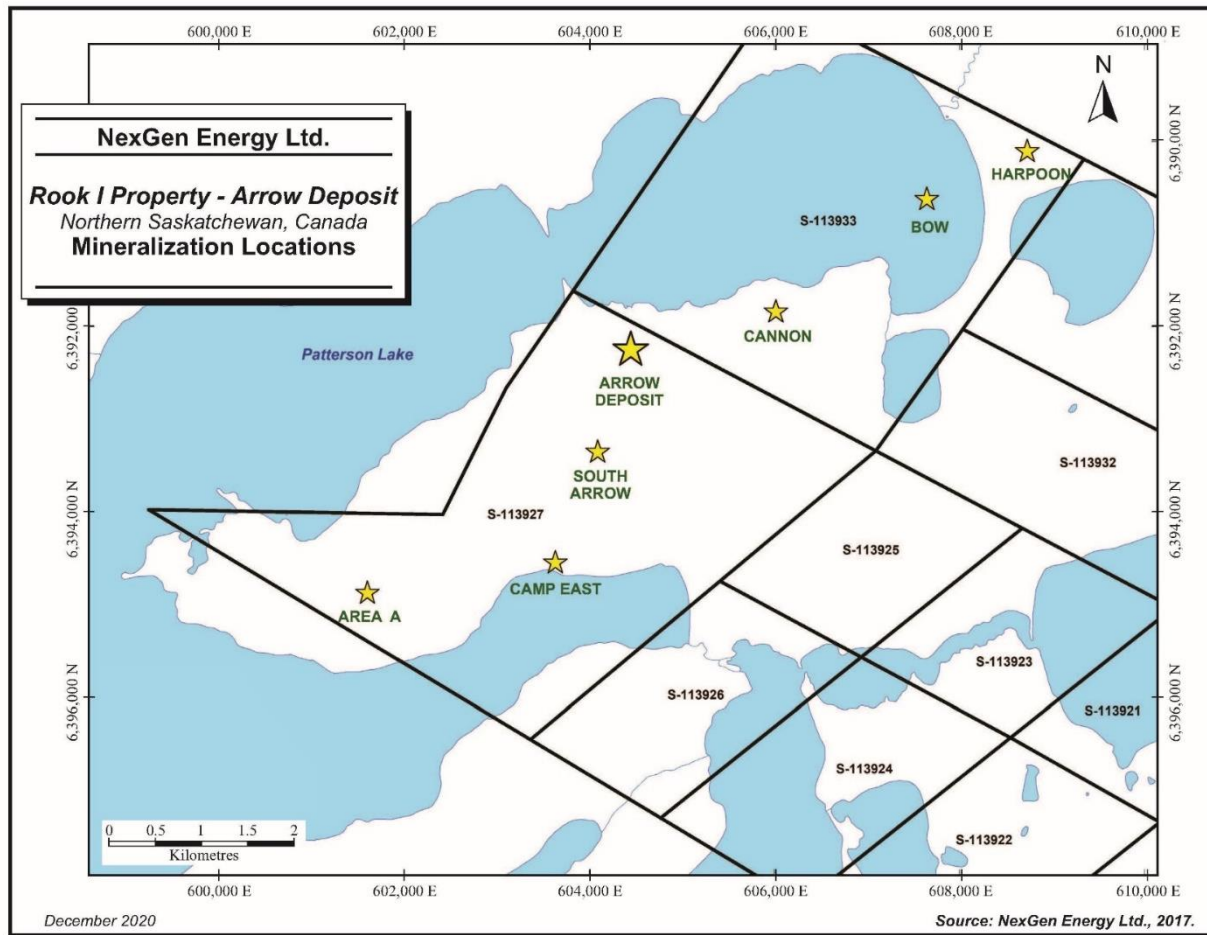 600,000 E
602,000 E
604,000 E
606,000 E
608,000 E
610,000 E
N
NexGen Energy Ltd.
Rook I Property - Arrow Deposit
Northern Saskatchewan, Canada
Mineralization Locations
6,390,000 N
6,390,000 N
HARPOON
S-113933
BOW
6,392,000 N
6,392,000 N
CANNON
Patterson Lake
ARROW
DEPOSIT
S-113932
SOUTH
ARROW
6,394,000 N
6,394,000 N
S-113927
S-113925
CAMP EAST
AREA A
S-113923
6,396,000 N
6,396,000 N
S-113926
S-113921
S-113924
S-113922
0 0.5 1 1.5 2
Kilometres
600,000 E
602,000 E
604,000 E
606,000 E
608,000 E
610,000 E
December 2020
Source: NexGen Energy Ltd., 2017.